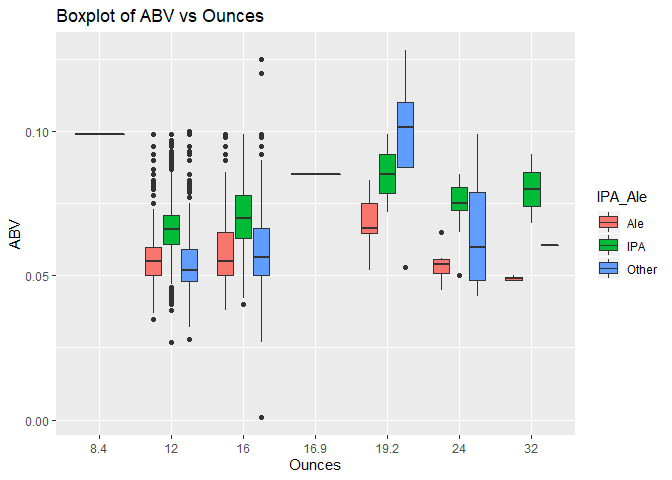 Boxplot of ABV vs Ounces
ABV
0.10
0.05
0.00
8.4 12 16 16.9 19.2 24 32
Ounces
IPA_Ale
Ale
IPA
Other